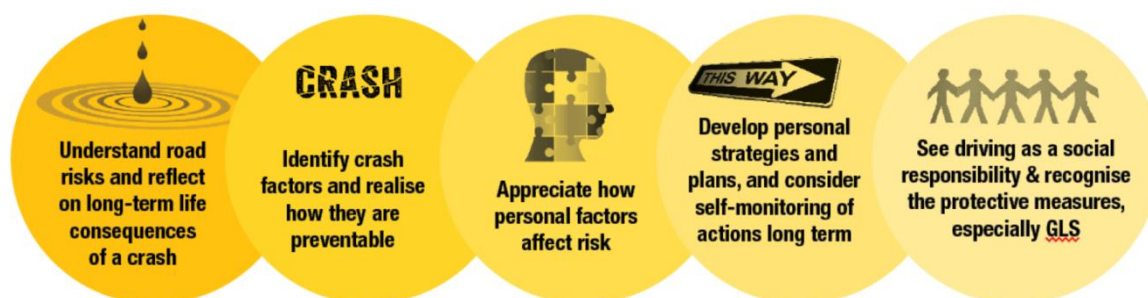 Understand road
risks and reflect
on long-term life
consequences
of a crash
CRASH
Identify crash
factors and realise
how they are
preventable
Appreciate how
personal factors
affect risk
THIS WAY
Develop personal
strategies and
plans, and consider
self-monitoring of
actions long term
See driving as a social
responsibility & recognise
the protective measures,
especially GLS